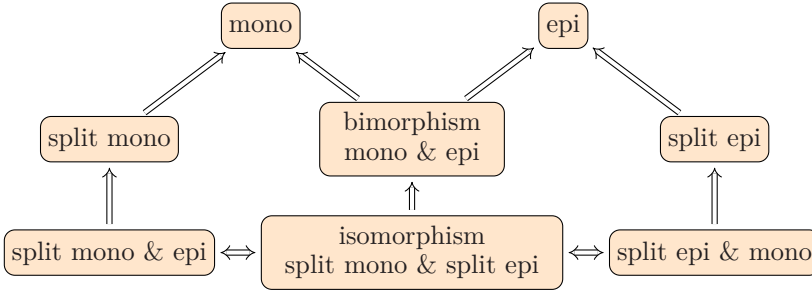 mono
epi
split mono
bimorphism
mono & epi
split epi
split mono & epi
isomorphism
split mono & split epi
split epi & mono